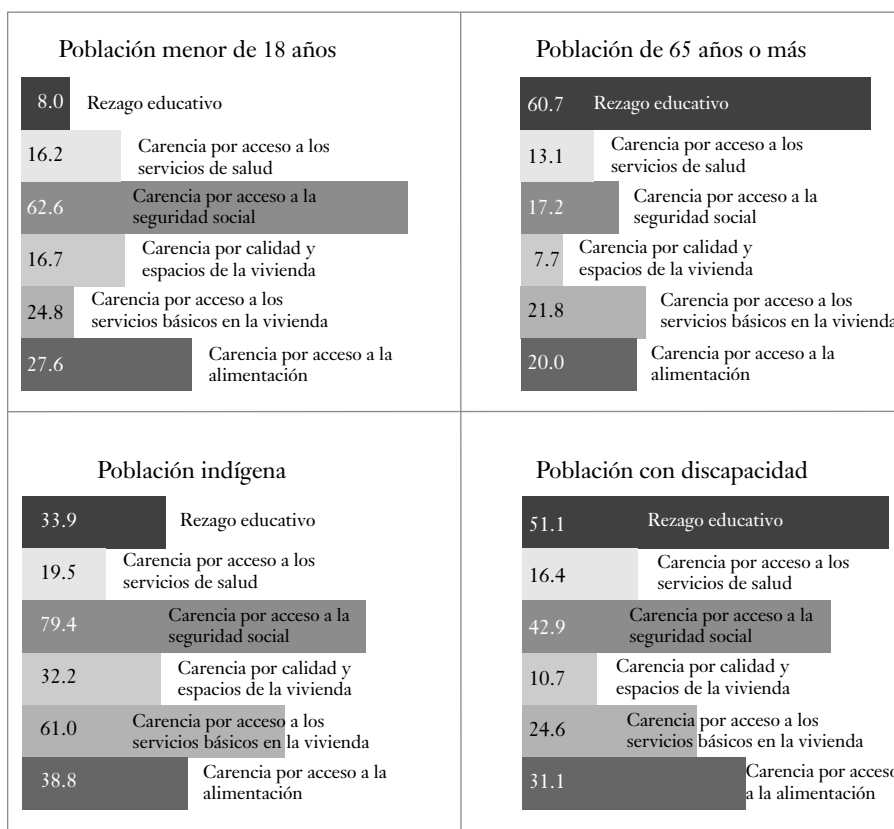 Población menor de 18 años
8.0 Rezago educativo
16.2 Carencia por acceso a los
servicios de salud
62.6 Carencia por acceso a la
seguridad social
16.7 Carencia por calidad y
espacios de la vivienda
24.8 Carencia por acceso a los
servicios básicos en la vivienda
27.6 Carencia por acceso a la
alimentación
Población de 65 años o más
60.7 Rezago educativo
13.1 Carencia por acceso a los
servicios de salud
17.2 Carencia por acceso a la
seguridad social
7.7 Carencia por calidad y
espacios de la vivienda
21.8 Carencia por acceso a los
servicios básicos en la vivienda
20.0 Carencia por acceso a la
alimentación
Población indígena
33.9 Rezago educativo
19.5 Carencia por acceso a los
servicios de salud
79.4 Carencia por acceso a la
seguridad social
32.2 Carencia por calidad y
espacios de la vivienda
61.0 Carencia por acceso a los
servicios básicos en la vivienda
38.8 Carencia por acceso a la
alimentación
Población con discapacidad
51.1 Rezago educativo
16.4 Carencia por acceso a los
servicios de salud
42.9 Carencia por acceso a la
seguridad social
10.7 Carencia por calidad y
espacios de la vivienda
24.6 Carencia por acceso a los
servicios básicos en la vivienda
31.1 Carencia por acceso
a la alimentación